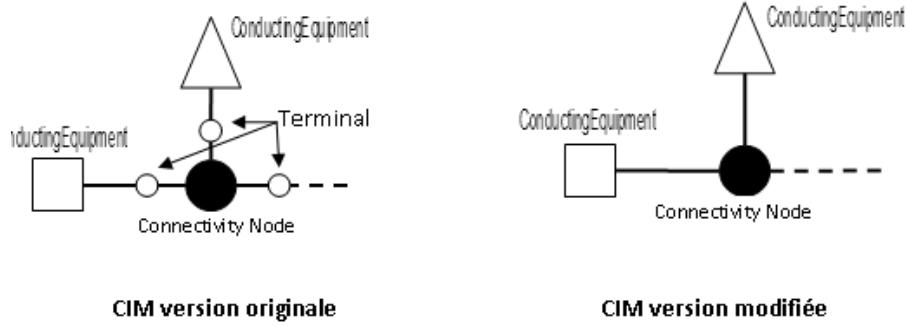 ConductingEquipment
Terminal
nductingEquipment
Connectivity Node
CIM version originale
ConductingEquipment
ConductingEquipment
Connectivity Node
CIM version modifiée